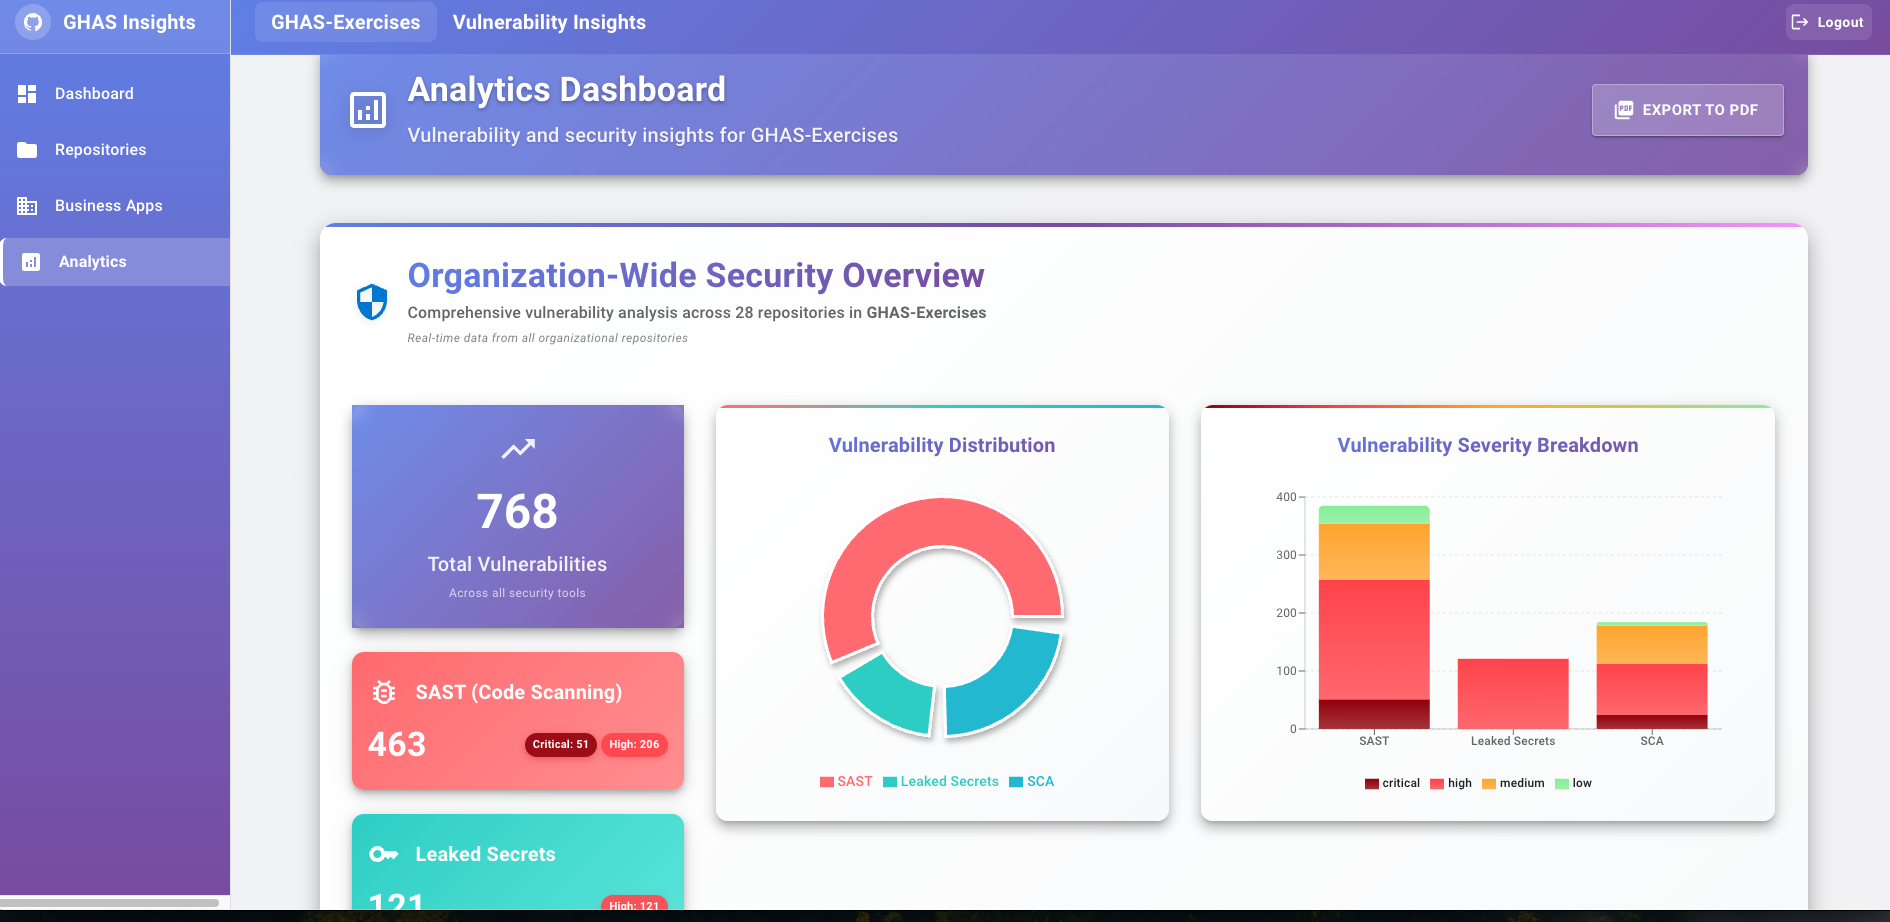 GHAS Insights
GHAS-Exercises
Vulnerability Insights
Logout
Dashboard
Repositories
Business Apps
Analytics
Analytics Dashboard
Vulnerability and security insights for GHAS-Exercises
EXPORT TO PDF
Organization-Wide Security Overview
Comprehensive vulnerability analysis across 28 repositories in GHAS-Exercises
Real-time data from all organizational repositories
768
Total Vulnerabilities
Across all security tools
SAST (Code Scanning)
463
Critical: 51
High: 206
Leaked Secrets
121
High: 121
Vulnerability Distribution
SAST
Leaked Secrets
SCA
Vulnerability Severity Breakdown
400
300
200
100
0
SAST
Leaked Secrets
SCA
critical
high
medium
low